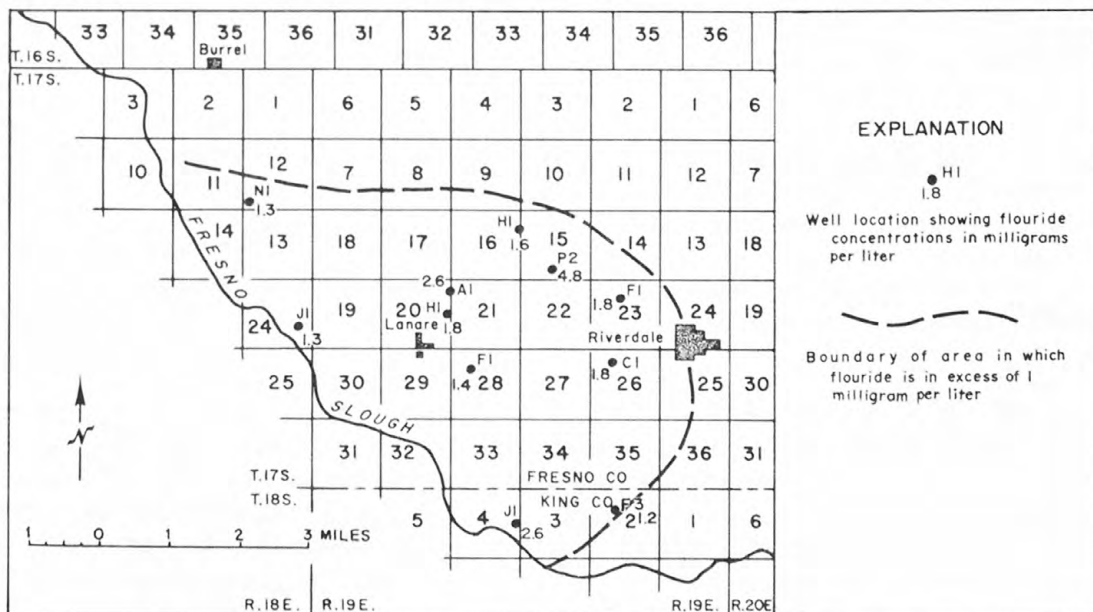 33 34 35 36 31 32 33 34 35 36
Burrel
T.16 S.
T.17S.
3 2 1 6 5 4 3 2 1 6
10 11 12 7 8 9 10 11 12 7
N1
1.3
14 13 18 17 16 15 14 13 18
H1
1.6
P2
4.8
FRESNO
2.6
A1
24 19 20 21 22 23 24 19
J1
1.3
H1
1.8
F1
1.8
Lanare
Riverdale
25 30 29 28 27 26 25 30
F1
1.4
C1
1.8
SLOUGH
31 32 33 34 35 36 31
T.17S.
FRESNO CO
T.18S.
KING CO
5 4 3 2 1 6
J1
2.6
F3
1.2
1 0 1 2 3 MILES
R.18E. R.19E. R.19E. R.20E
N
EXPLANATION
H1
1.8
Well location showing flouride
concentrations in milligrams
per liter
Boundary of area in which
flouride is in excess of 1
milligram per liter